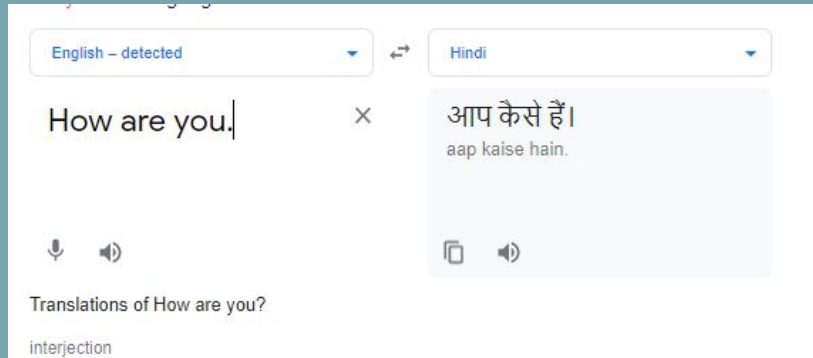 English – detected
Hindi
How are you.
आप कैसे हैं।
aap kaise hain.
Translations of How are you?
interjection